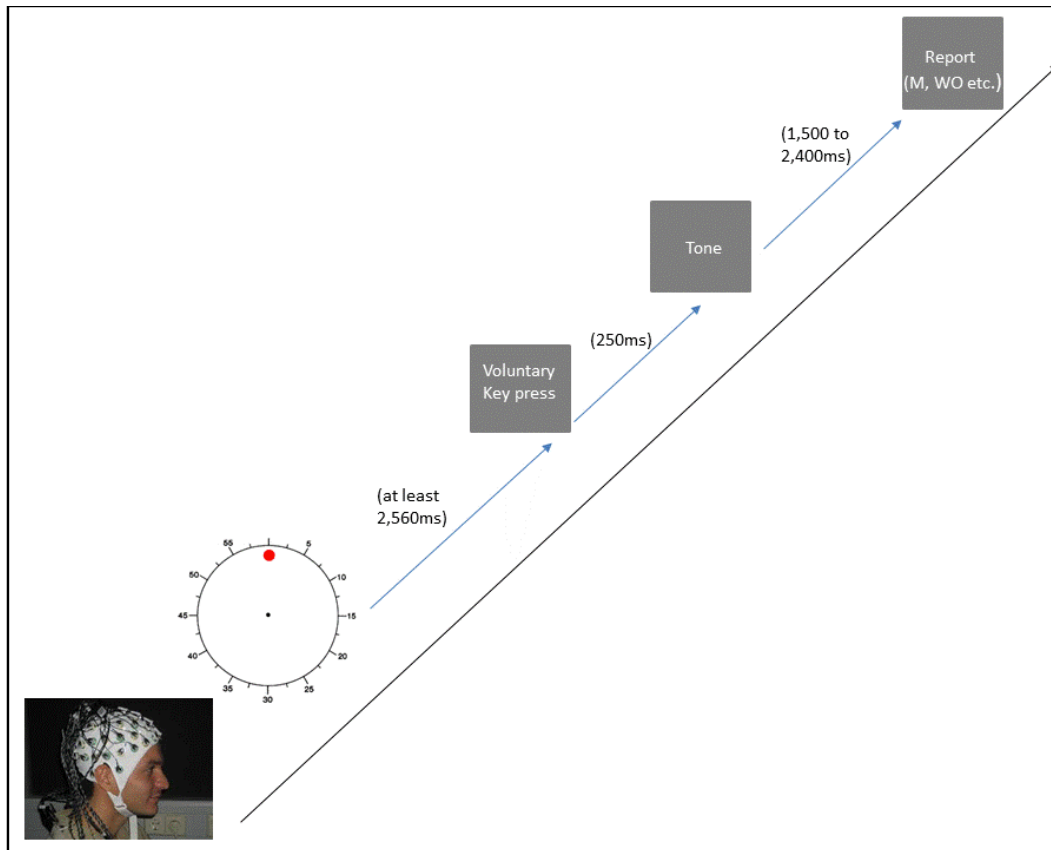 Report
(M, WO etc.)
(1,500 to
2,400ms)
Tone
(250ms)
Voluntary
Key press
(at least
2,560ms)
55
5
50
10
45
15
40
20
35
25
30